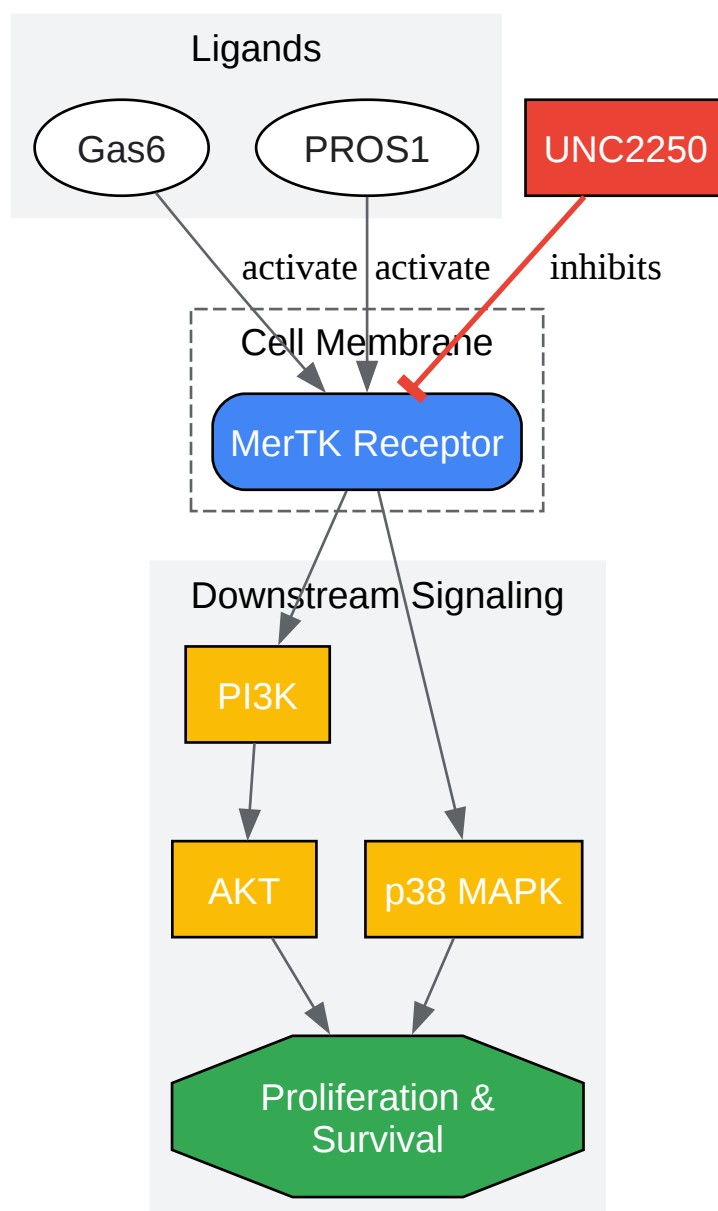 Ligands
Gas6
PROS1
UNC2250
activate
activate
inhibits
Cell Membrane
MerTK Receptor
Downstream Signaling
PI3K
AKT
p38 MAPK
Proliferation &
Survival